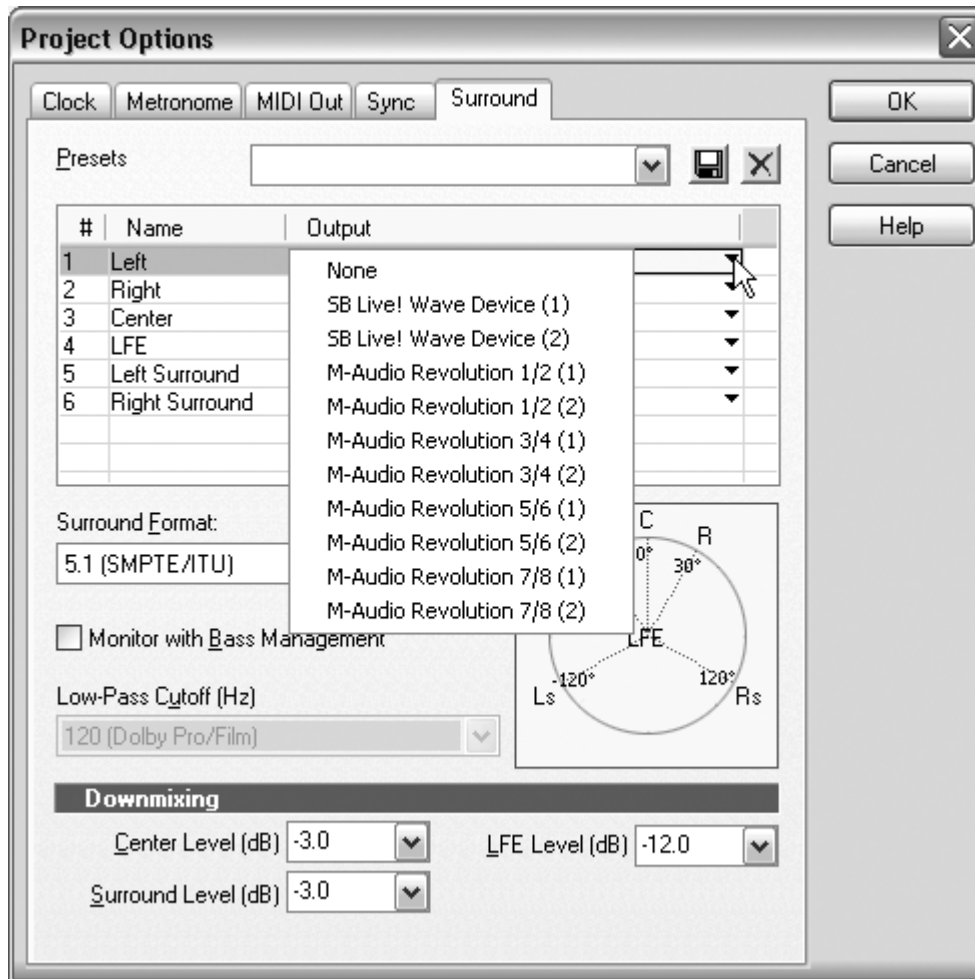 Project Options
Clock Metronome MIDI Out Sync Surround
OK
Cancel
Help
Presets
# Name Output
1 Left
2 Right
3 Center
4 LFE
5 Left Surround
6 Right Surround
None
SB Live! Wave Device (1)
SB Live! Wave Device (2)
M-Audio Revolution 1/2 (1)
M-Audio Revolution 1/2 (2)
M-Audio Revolution 3/4 (1)
M-Audio Revolution 3/4 (2)
M-Audio Revolution 5/6 (1)
M-Audio Revolution 5/6 (2)
M-Audio Revolution 7/8 (1)
M-Audio Revolution 7/8 (2)
Surround Format:
5.1 (SMPTE/ITU)
Monitor with Bass Management
Low-Pass Cutoff (Hz)
120 (Dolby Pro/Film)
C
R
0°
30°
LFE
-120°
120°
Ls
Rs
Downmixing
Center Level (dB) -3.0
LFE Level (dB) -12.0
Surround Level (dB) -3.0